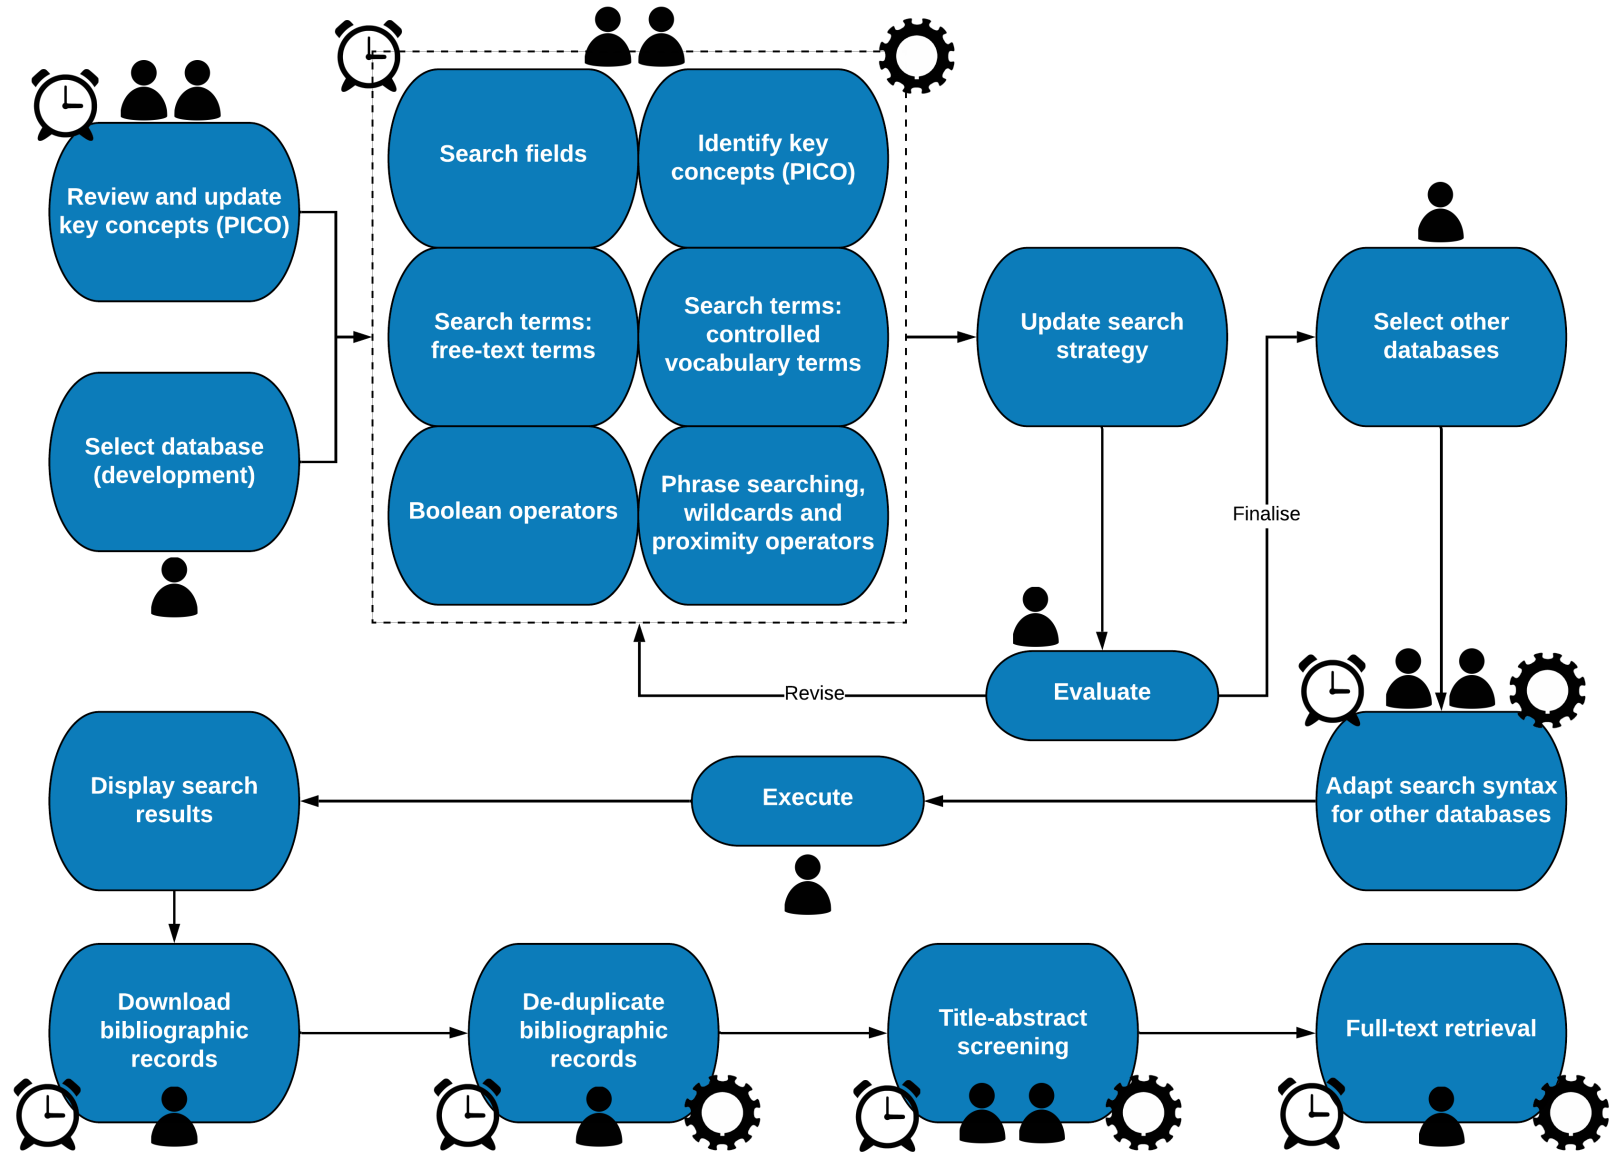 Review and update
key concepts (PICO)
Select database
(development)
Search fields
Identify key
concepts (PICO)
Search terms:
free-text terms
Search terms:
controlled
vocabulary terms
Boolean operators
Phrase searching,
wildcards and
proximity operators
Update search
strategy
Evaluate
Revise
Finalise
Select other
databases
Adapt search syntax
for other databases
Execute
Display search
results
Download
bibliographic
records
De-duplicate
bibliographic
records
Title-abstract
screening
Full-text retrieval